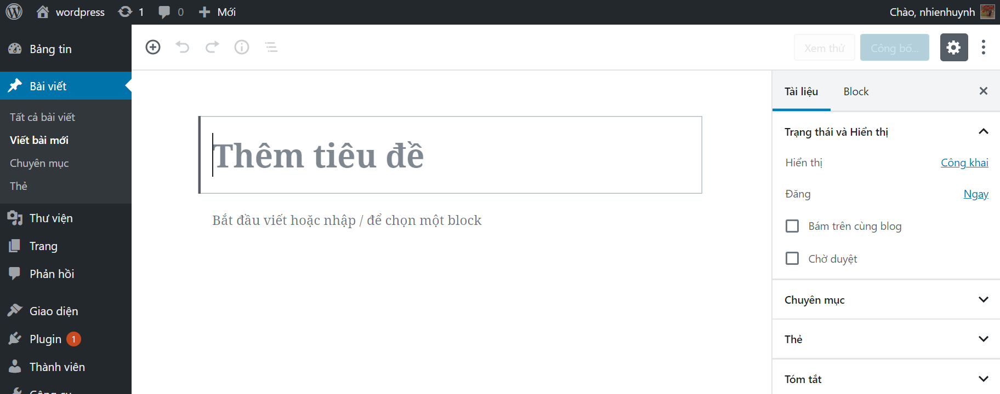 wordpress 1 0 Mới
Chào, nhienhuynh
Bảng tin
Bài viết
Tất cả bài viết
Viết bài mới
Chuyên mục
Thẻ
Thư viện
Trang
Phản hồi
Giao diện
Plugin 1
Thành viên
Công cụ
Xem thử
Công bố...
Thêm tiêu đề
Bắt đầu viết hoặc nhập / để chọn một block
Tài liệu Block
Trạng thái và Hiển thị
Hiển thị Công khai
Đăng Ngay
Bám trên cùng blog
Chờ duyệt
Chuyên mục
Thẻ
Tóm tắt